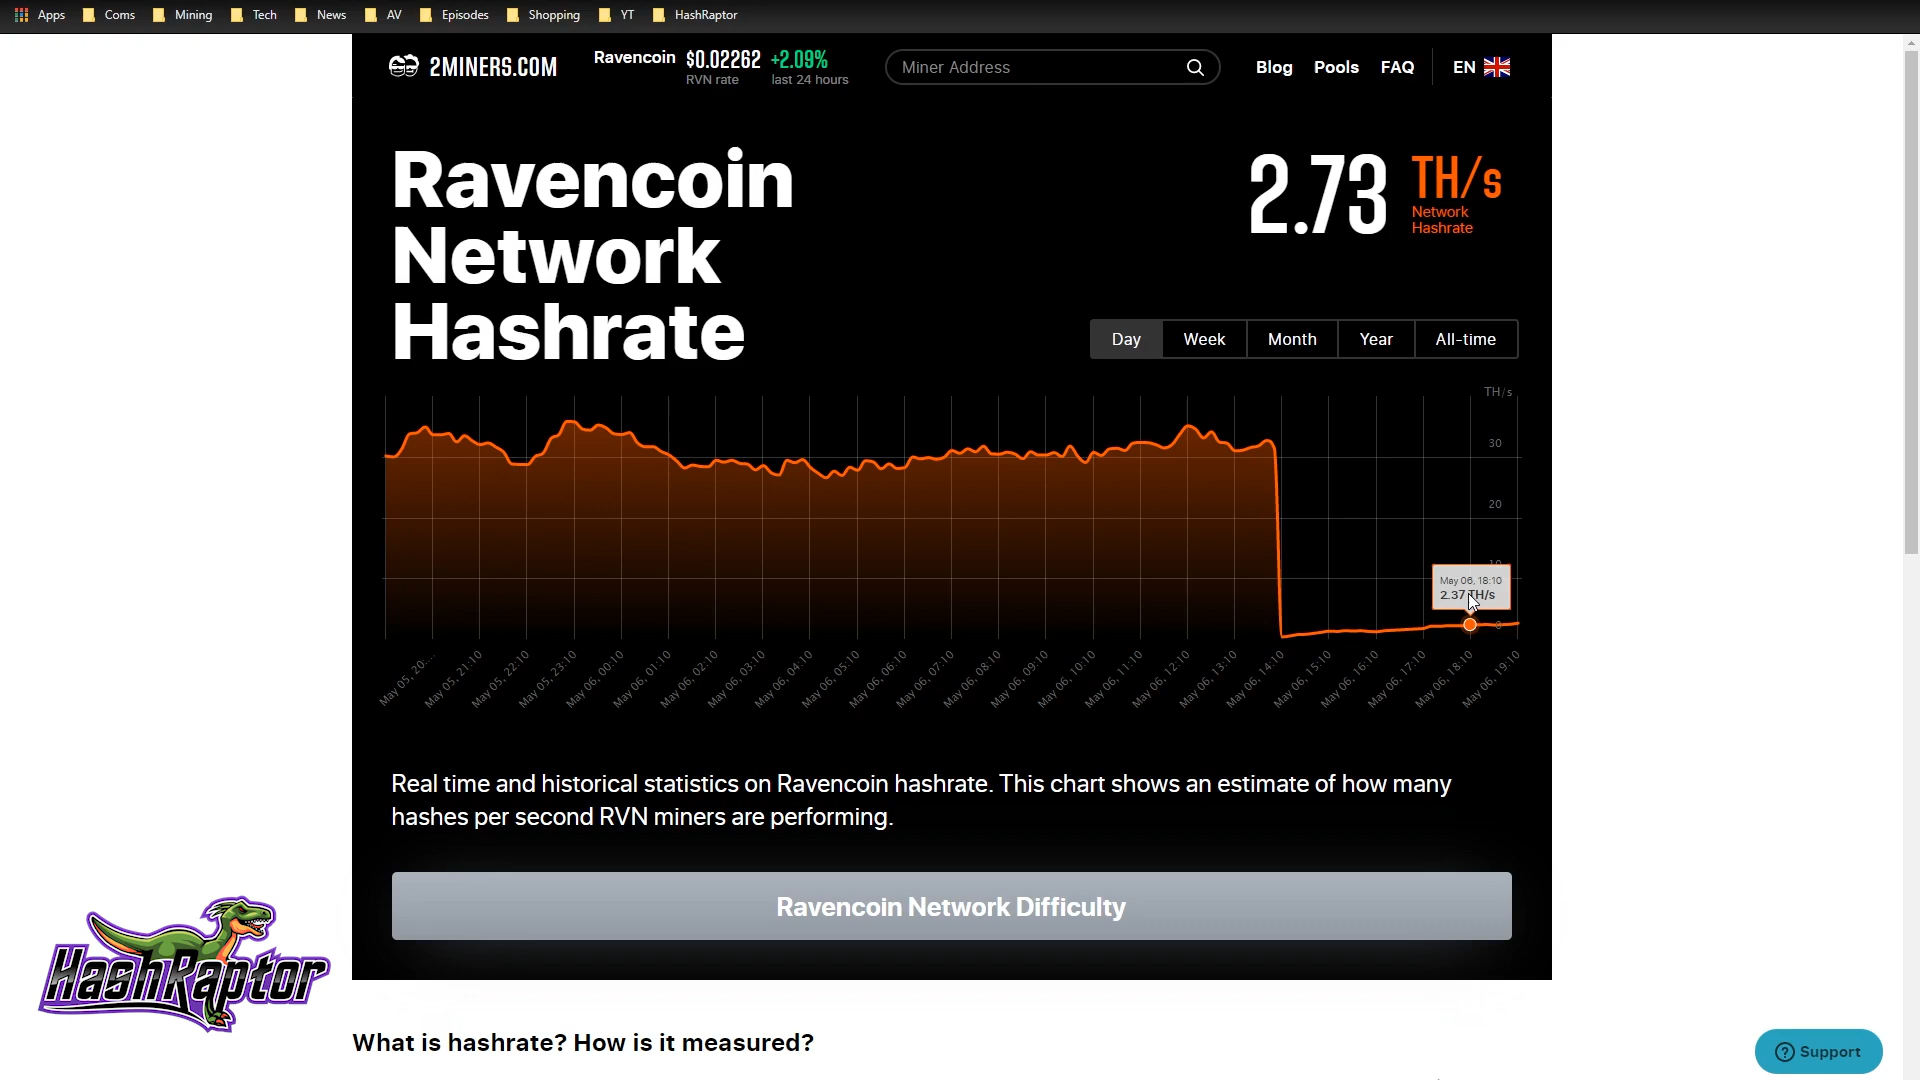 Apps Coms Mining Tech News AV Episodes Shopping YT HashRaptor
2MINERS.COM Ravencoin $0.02262 +2.09% Miner Address Blog Pools FAQ EN
RVN rate last 24 hours
Ravencoin
Network
Hashrate
2.73 TH/s
Network
Hashrate
Day Week Month Year All-time
TH/s
30
20
10
May 06, 18:10
2.37 TH/s
0
May 05, 20:... May 05, 21:10 May 05, 22:10 May 05, 23:10 May 06, 00:10 May 06, 01:10 May 06, 02:10 May 06, 03:10 May 06, 04:10 May 06, 05:10 May 06, 06:10 May 06, 07:10 May 06, 08:10 May 06, 09:10 May 06, 10:10 May 06, 11:10 May 06, 12:10 May 06, 13:10 May 06, 14:10 May 06, 15:10 May 06, 16:10 May 06, 17:10 May 06, 18:10 May 06, 19:10
Real time and historical statistics on Ravencoin hashrate. This chart shows an estimate of how many
hashes per second RVN miners are performing.
Ravencoin Network Difficulty
HashRaptor
What is hashrate? How is it measured?
? Support